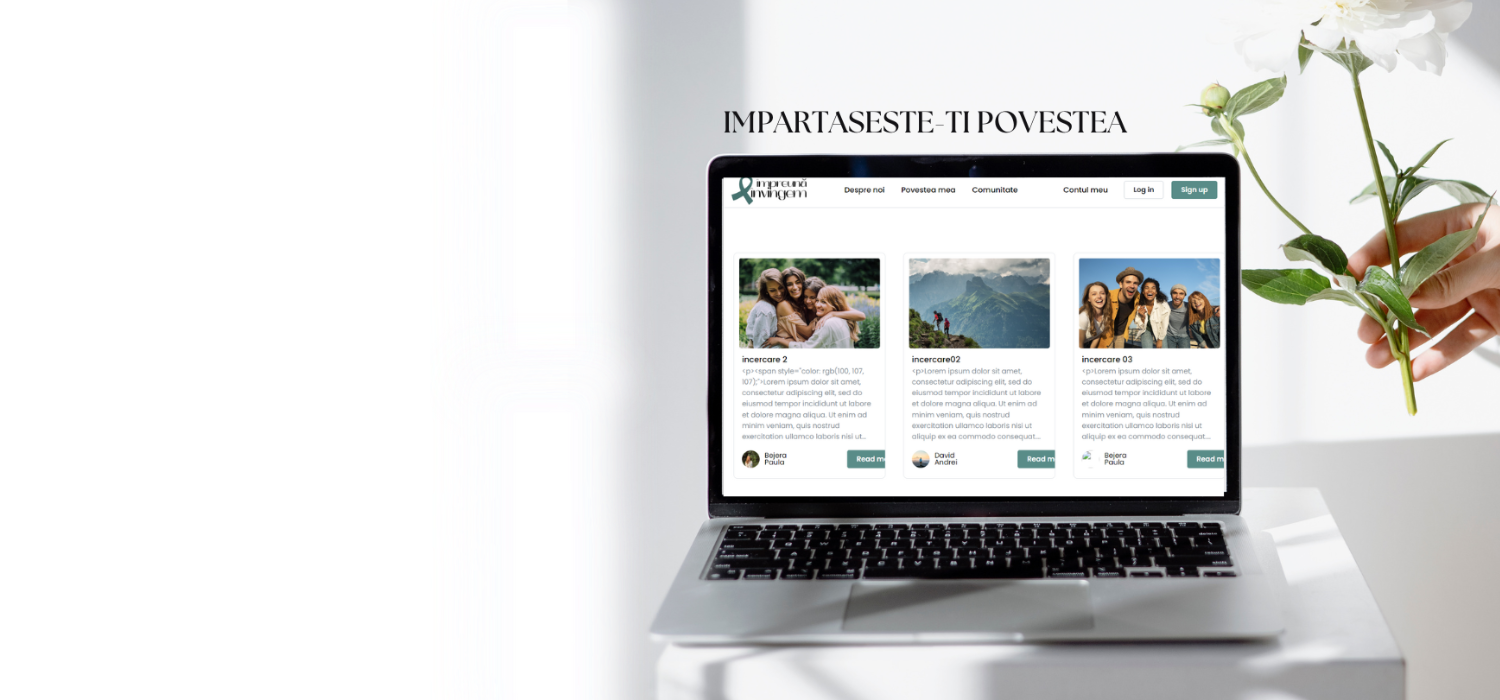 IMPARTASESTE-TI POVESTEA
împreună
învingem
Despre noi
Povestea mea
Comunitate
Contul meu
Log in
Sign up
incercare 2
<p><span style="color: rgb(100, 107,
107);">Lorem ipsum dolor sit amet,
consectetur adipiscing elit, sed do
eiusmod tempor incididunt ut labore
et dolore magna aliqua. Ut enim ad
minim veniam, quis nostrud
exercitation ullamco laboris nisi ut...
Bejera
Paula
Read m
incercare02
<p>Lorem ipsum dolor sit amet,
consectetur adipiscing elit, sed do
eiusmod tempor incididunt ut labore
et dolore magna aliqua. Ut enim ad
minim veniam, quis nostrud
exercitation ullamco laboris nisi ut
aliquip ex ea commodo consequat....
David
Andrei
Read m
incercare 03
<p>Lorem ipsum dolor sit amet,
consectetur adipiscing elit, sed do
eiusmod tempor incididunt ut labore
et dolore magna aliqua. Ut enim ad
minim veniam, quis nostrud
exercitation ullamco laboris nisi ut
aliquip ex ea commodo consequat....
Bejera
Paula
Read m